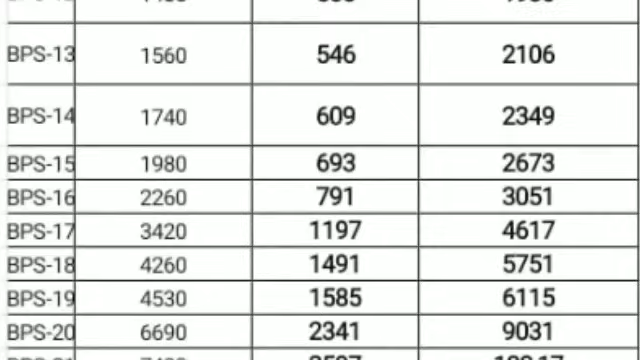 BPS-13 1560 546 2106
BPS-14 1740 609 2349
BPS-15 1980 693 2673
BPS-16 2260 791 3051
BPS-17 3420 1197 4617
BPS-18 4260 1491 5751
BPS-19 4530 1585 6115
BPS-20 6690 2341 9031